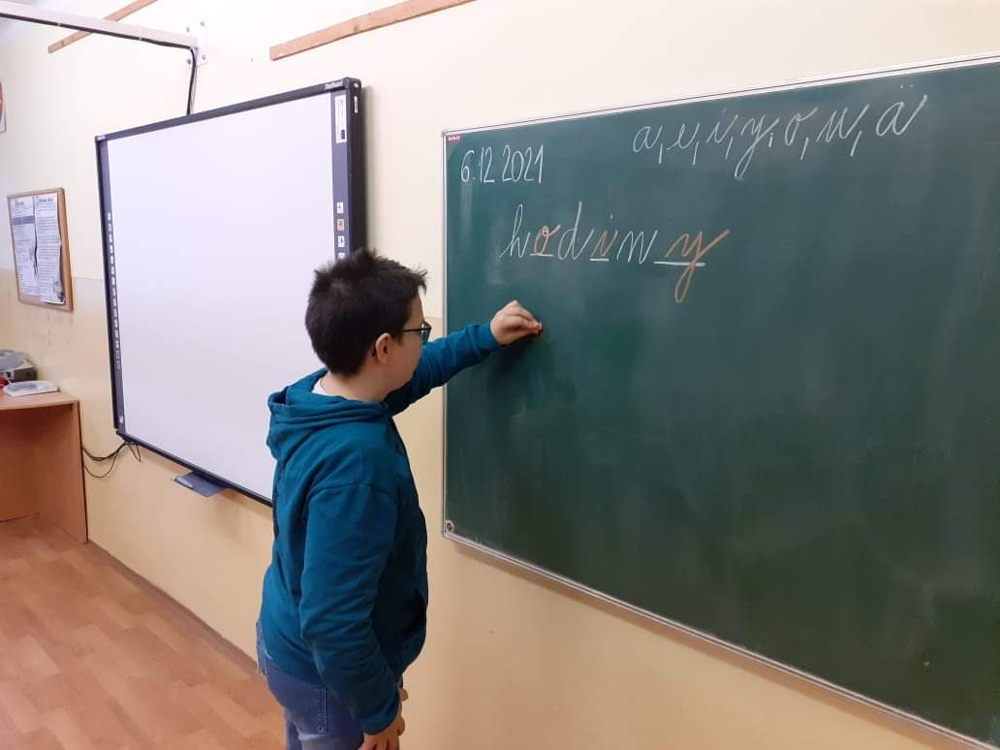 a, e, i, y, o, u, ä
6.12.2021
hodiny